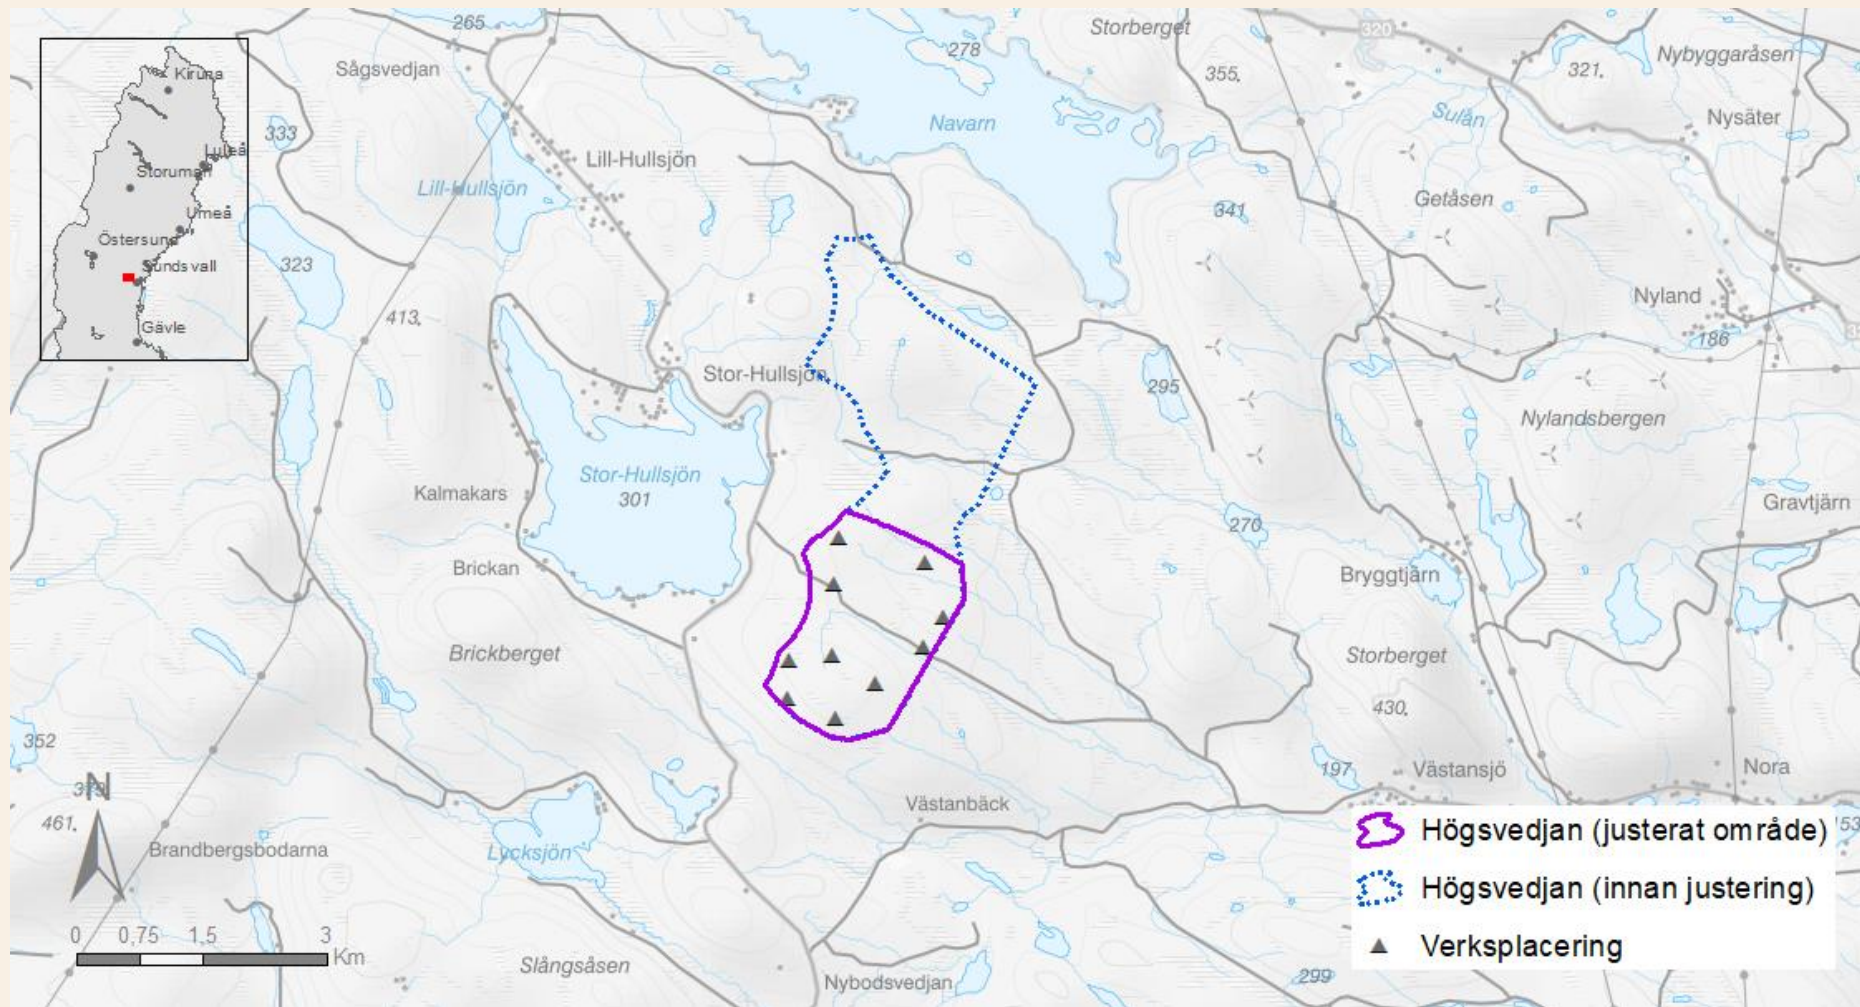 265
Sågsvedjan
278
Storberget
320
355.
321.
Nybyggaråsen
Nysäter
Sulån
Navarn
Kiruna
Luleå
Storuman
Umeå
Östersund
Sundsvall
Gävle
333
Lill-Hullsjön
Lill-Hullsjön
Getåsen
341
323
413.
Nyland
186
Stor-Hullsjön
295
Nylandsbergen
Stor-Hullsjön
301
Kalmakars
Gravtjärn
270
Brickan
Bryggtjärn
Brickberget
Storberget
430.
352
197
Västansjö
Nora
N
461.
Västanbäck
Brandbergsbodarna
Lycksjön
153
Högsvedjan (justerat område)
Högsvedjan (innan justering)
Verksplacering
0 0,75 1,5 3
Km
Slångsåsen
Nybodsvedjan
299